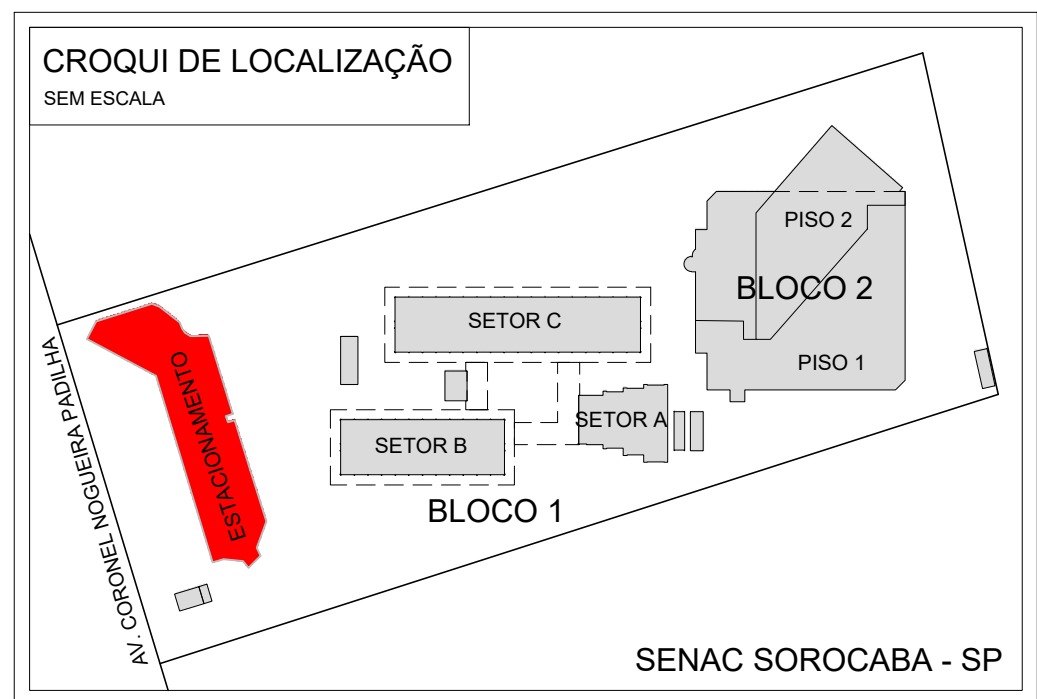 CROQUI DE LOCALIZAÇÃO
SEM ESCALA
PISO 2
BLOCO 2
SETOR C
PISO 1
ESTACIONAMENTO
SETOR A
SETOR B
BLOCO 1
AV. CORONEL NOGUEIRA PADILHA
SENAC SOROCABA - SP